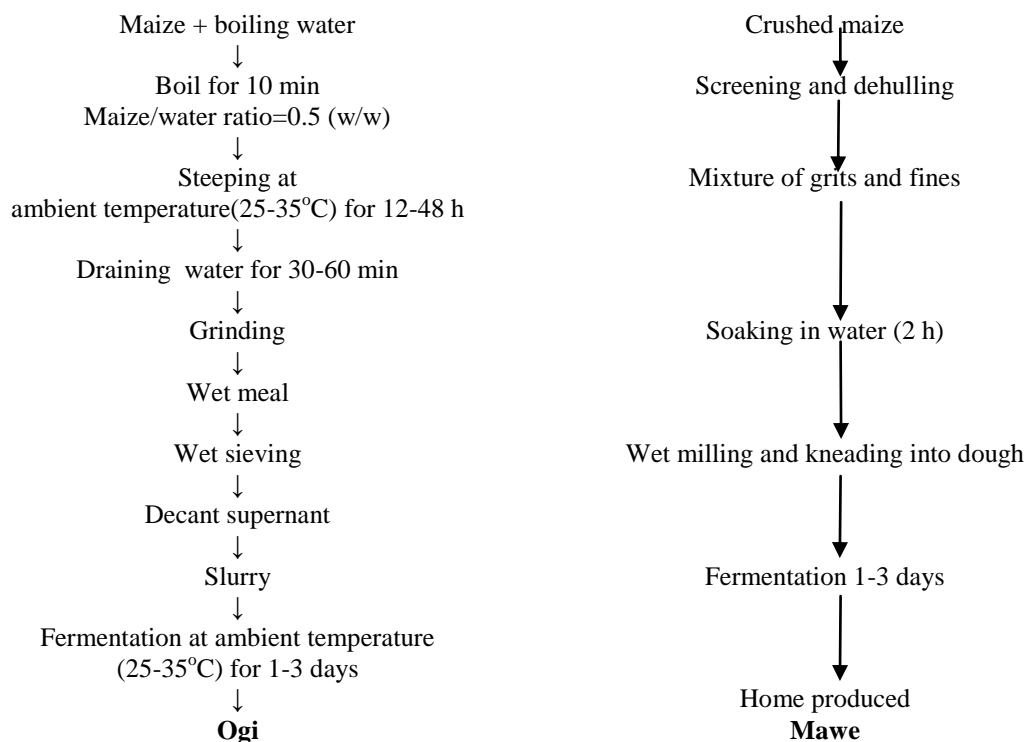 Maize + boiling water
↓
Boil for 10 min
Maize/water ratio=0.5 (w/w)
↓
Steeping at
ambient temperature(25-35°C) for 12-48 h
↓
Draining water for 30-60 min
↓
Grinding
↓
Wet meal
↓
Wet sieving
↓
Decant supernant
↓
Slurry
↓
Fermentation at ambient temperature
(25-35°C) for 1-3 days
↓
Ogi
Crushed maize
Screening and dehulling
Mixture of grits and fines
Soaking in water (2 h)
Wet milling and kneading into dough
Fermentation 1-3 days
Home produced
Mawe